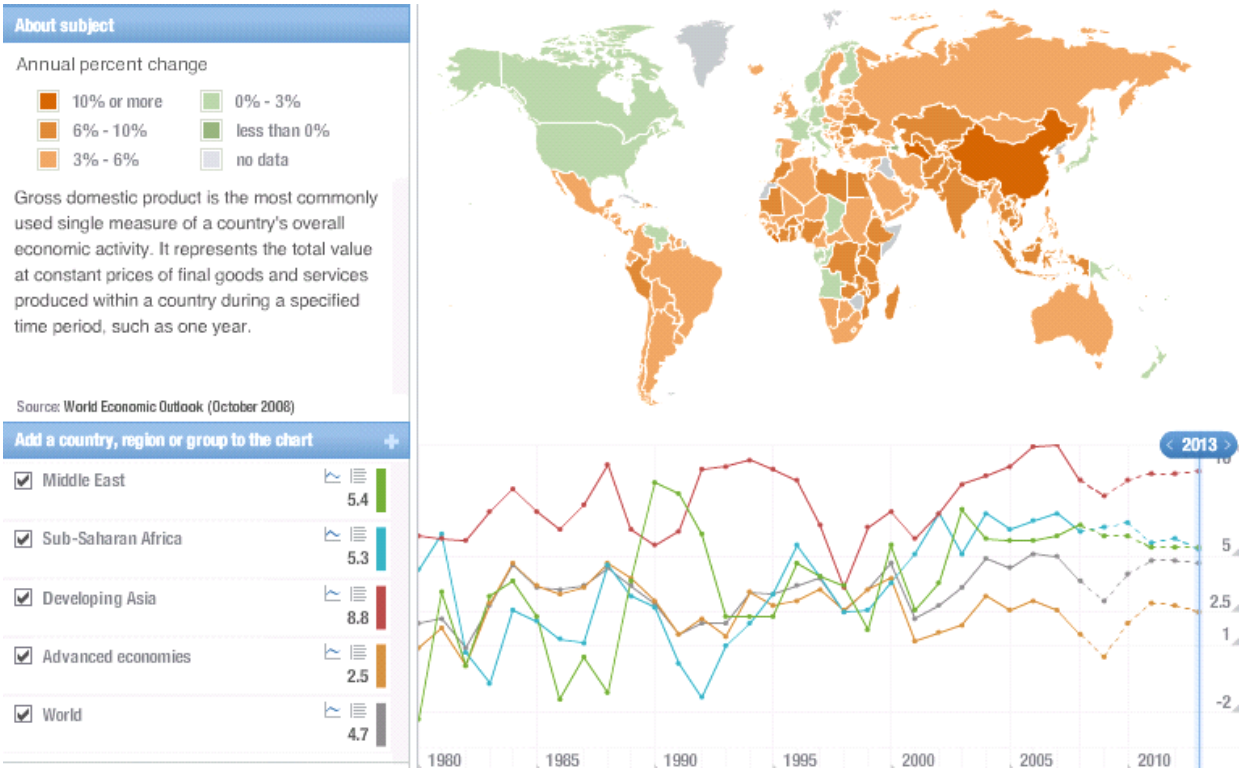 About subject
Annual percent change
10% or more
0% - 3%
6% - 10%
less than 0%
3% - 6%
no data
Gross domestic product is the most commonly
used single measure of a country's overall
economic activity. It represents the total value
at constant prices of final goods and services
produced within a country during a specified
time period, such as one year.
Source: World Economic Outlook (October 2008)
Add a country, region or group to the chart +
Middle East
5.4
Sub-Saharan Africa
5.3
Developing Asia
8.8
Advanced economies
2.5
World
4.7
< 2013 >
5
2.5
1
-2
1980 1985 1990 1995 2000 2005 2010